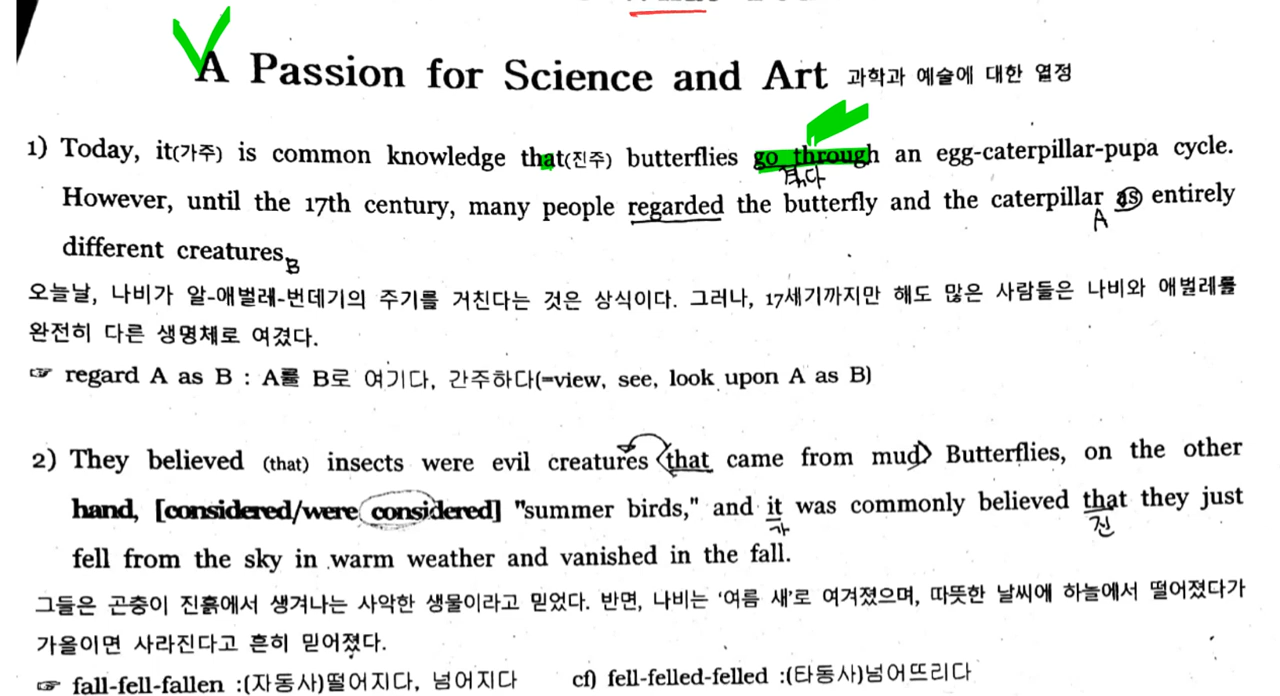 A Passion for Science and Art 과학과 예술에 대한 열정
1) Today, it(가주) is common knowledge that(진주) butterflies go through an egg-caterpillar-pupa cycle.
겪다
However, until the 17th century, many people regarded the butterfly and the caterpillar as entirely
A
different creatures.
B
오늘날, 나비가 알-애벌레-번데기의 주기를 거친다는 것은 상식이다. 그러나, 17세기까지만 해도 많은 사람들은 나비와 애벌레를
완전히 다른 생명체로 여겼다.
☞ regard A as B : A를 B로 여기다, 간주하다(=view, see, look upon A as B)
2) They believed (that) insects were evil creatures that came from mud. Butterflies, on the other
hand, [considered/were considered] "summer birds," and it was commonly believed that they just
가 진
fell from the sky in warm weather and vanished in the fall.
그들은 곤충이 진흙에서 생겨나는 사악한 생물이라고 믿었다. 반면, 나비는 '여름 새'로 여겨졌으며, 따뜻한 날씨에 하늘에서 떨어졌다가
가을이면 사라진다고 흔히 믿어졌다.
☞ fall-fell-fallen :(자동사)떨어지다, 넘어지다 cf) fell-felled-felled :(타동사)넘어뜨리다